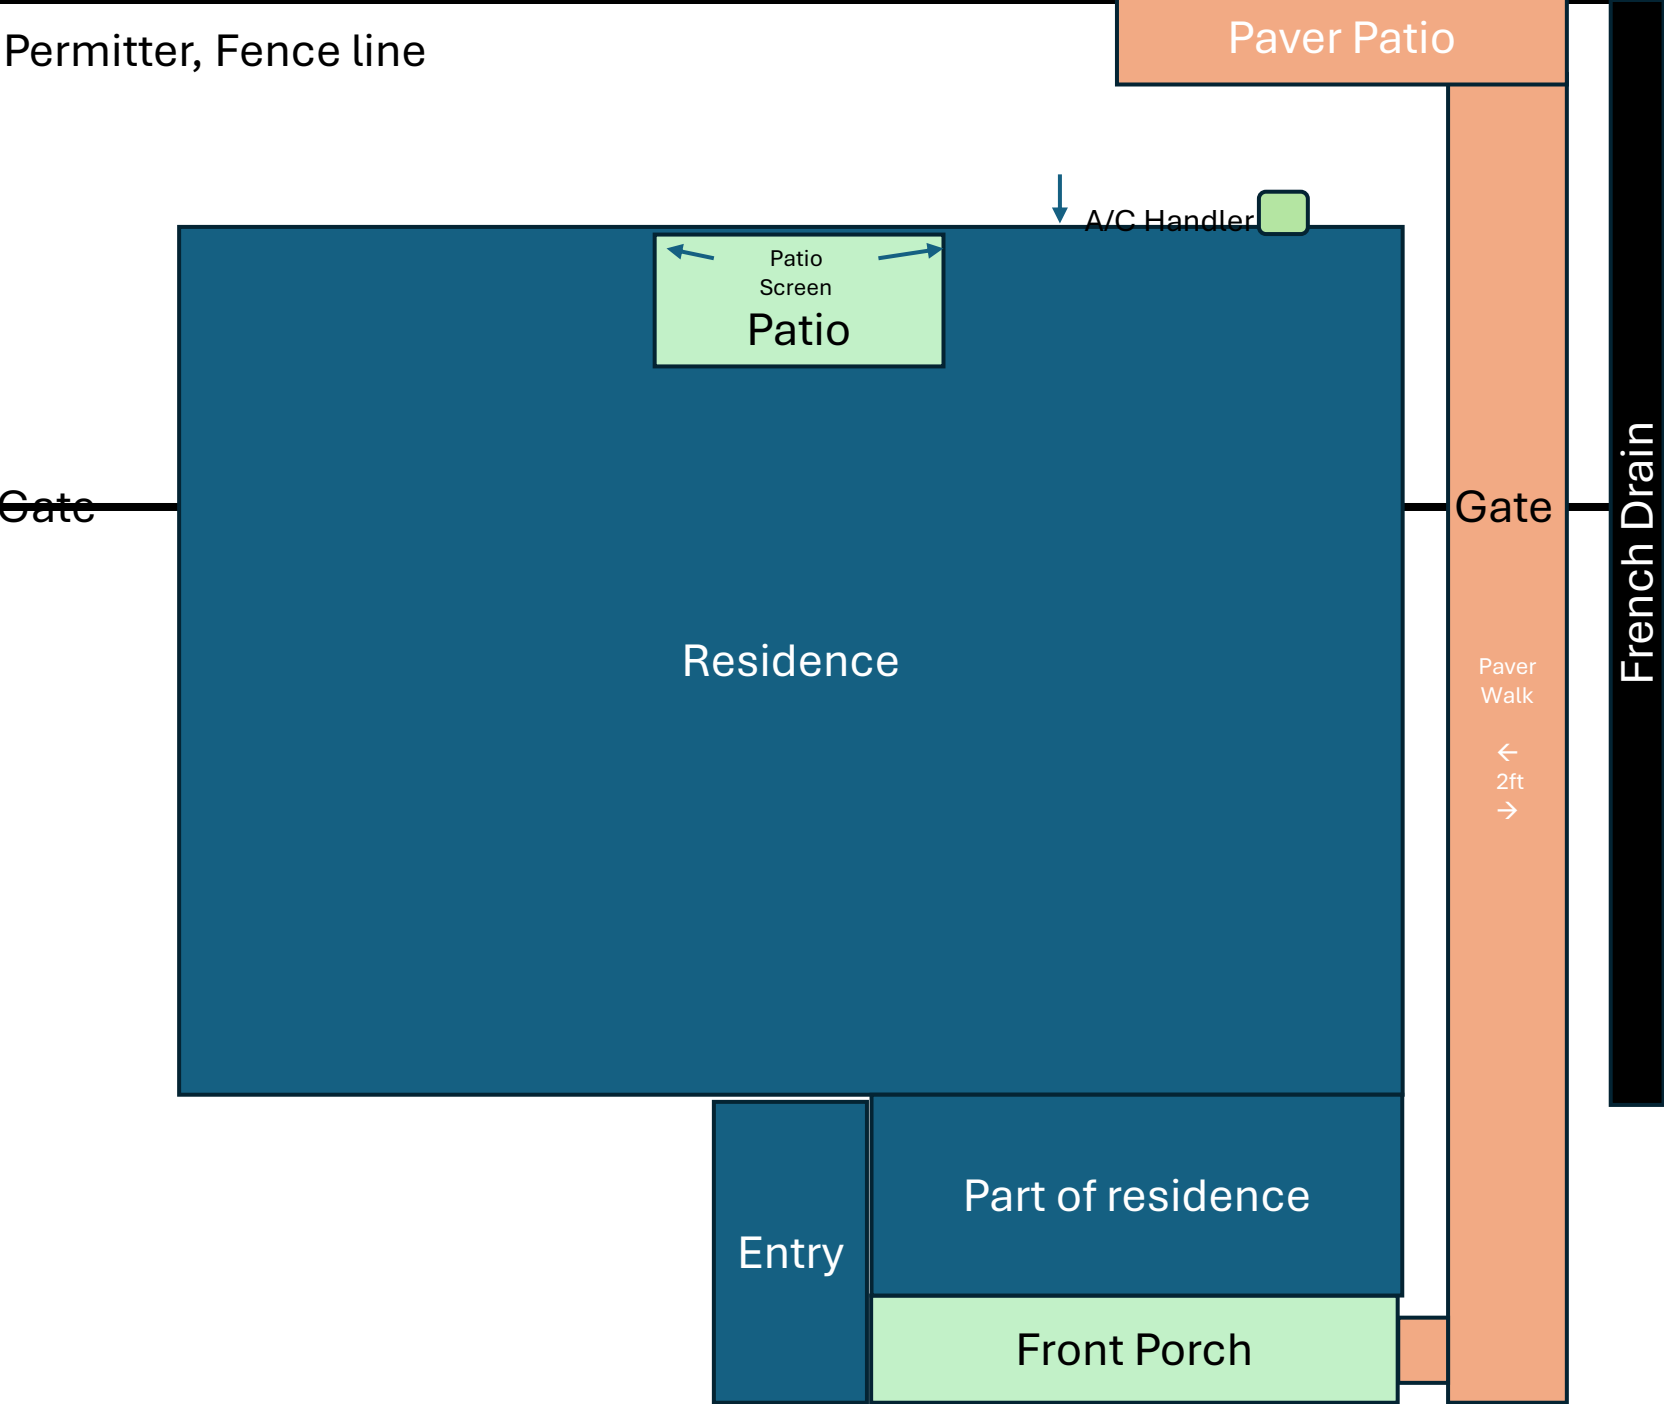 Paver Patio
Permitter, Fence line
A/C Handler
Patio
Screen
Patio
Gate
Gate
French Drain
Residence
Paver
Walk
←
2ft
→
Part of residence
Entry
Front Porch